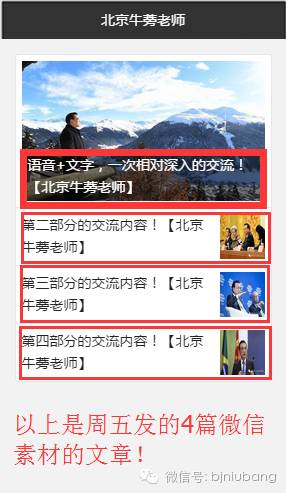 北京牛蒡老师
语音+文字，一次相对深入的交流！
【北京牛蒡老师】
第二部分的交流内容！【北京
牛蒡老师】
第三部分的交流内容！【北京
牛蒡老师】
第四部分的交流内容！【北京
牛蒡老师】
以上是周五发的4篇微信
素材的文章！
微信号: bjniubang